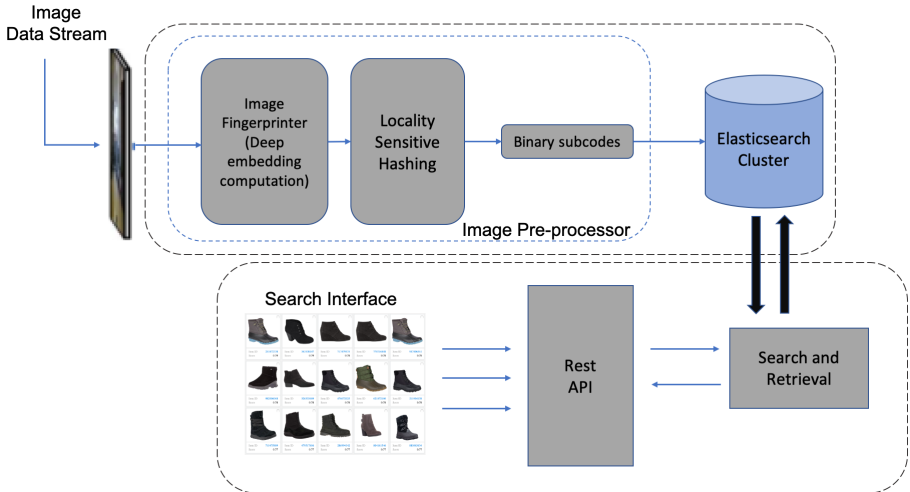 Image
Data Stream
Image
Fingerprinter
(Deep
embedding
computation)
Locality
Sensitive
Hashing
Binary subcodes
Elasticsearch
Cluster
Image Pre-processor
Search Interface
Rest
API
Search and
Retrieval